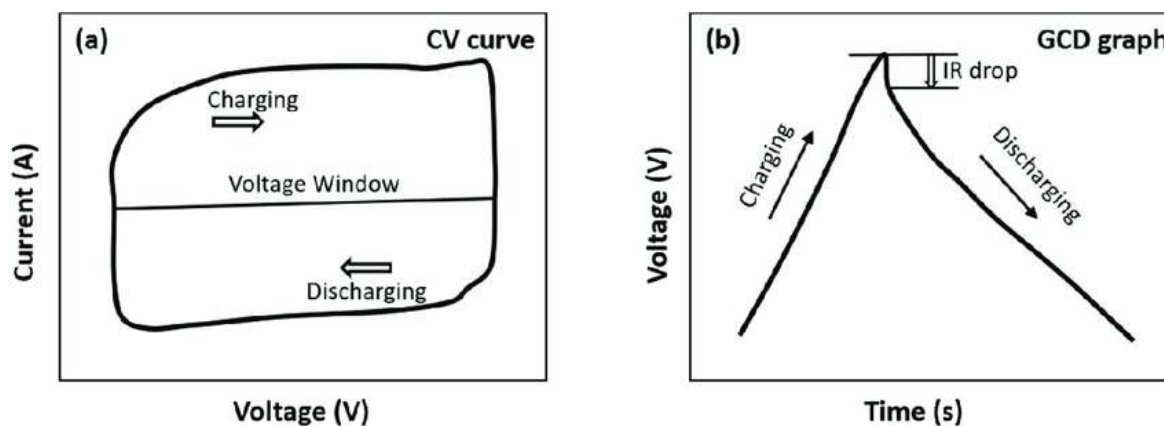 (a)
CV curve
Charging
Voltage Window
Discharging
Current (A)
Voltage (V)
(b)
GCD graph
IR drop
Charging
Discharging
Voltage (V)
Time (s)